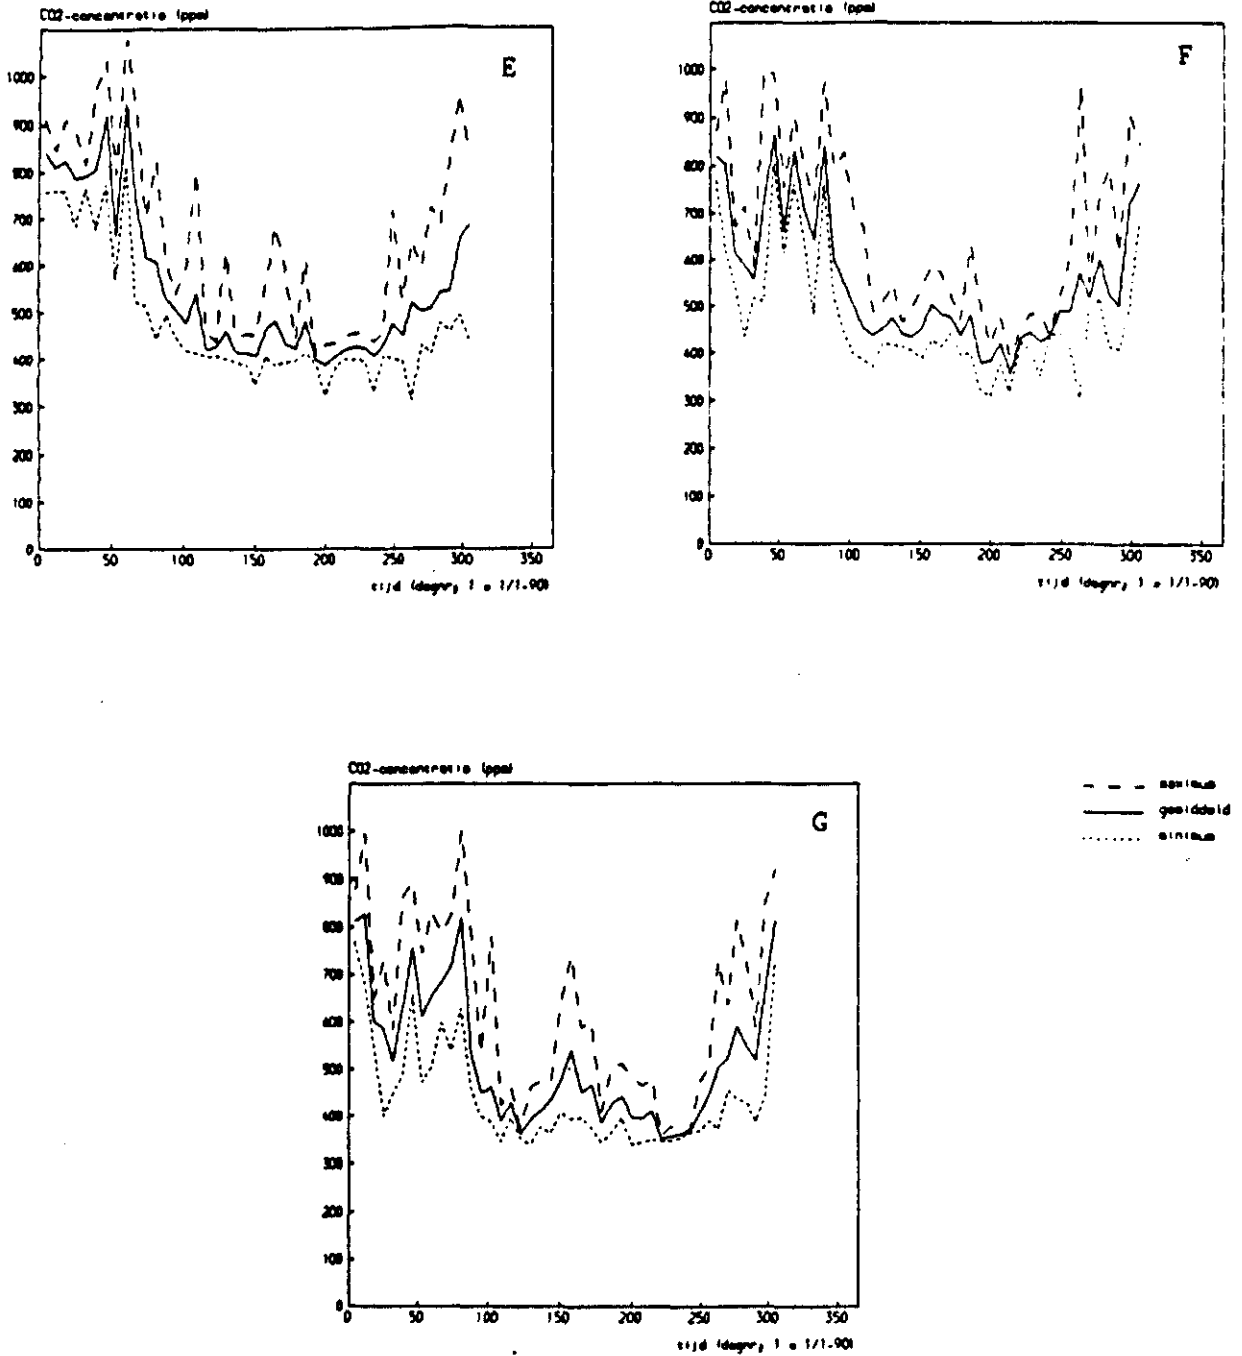 CO2-concentratie (ppm)
E
1000
900
800
700
600
500
400
300
200
100
0
0 50 100 150 200 250 300 350
tijd (dagnr, 1 = 1/1-90)
CO2-concentratie (ppm)
F
1000
900
800
700
600
500
400
300
200
100
0
0 50 100 150 200 250 300 350
tijd (dagnr, 1 = 1/1-90)
CO2-concentratie (ppm)
G
1000
900
800
700
600
500
400
300
200
100
0
0 50 100 150 200 250 300 350
tijd (dagnr, 1 = 1/1-90)
maximum
gemiddeld
minimum